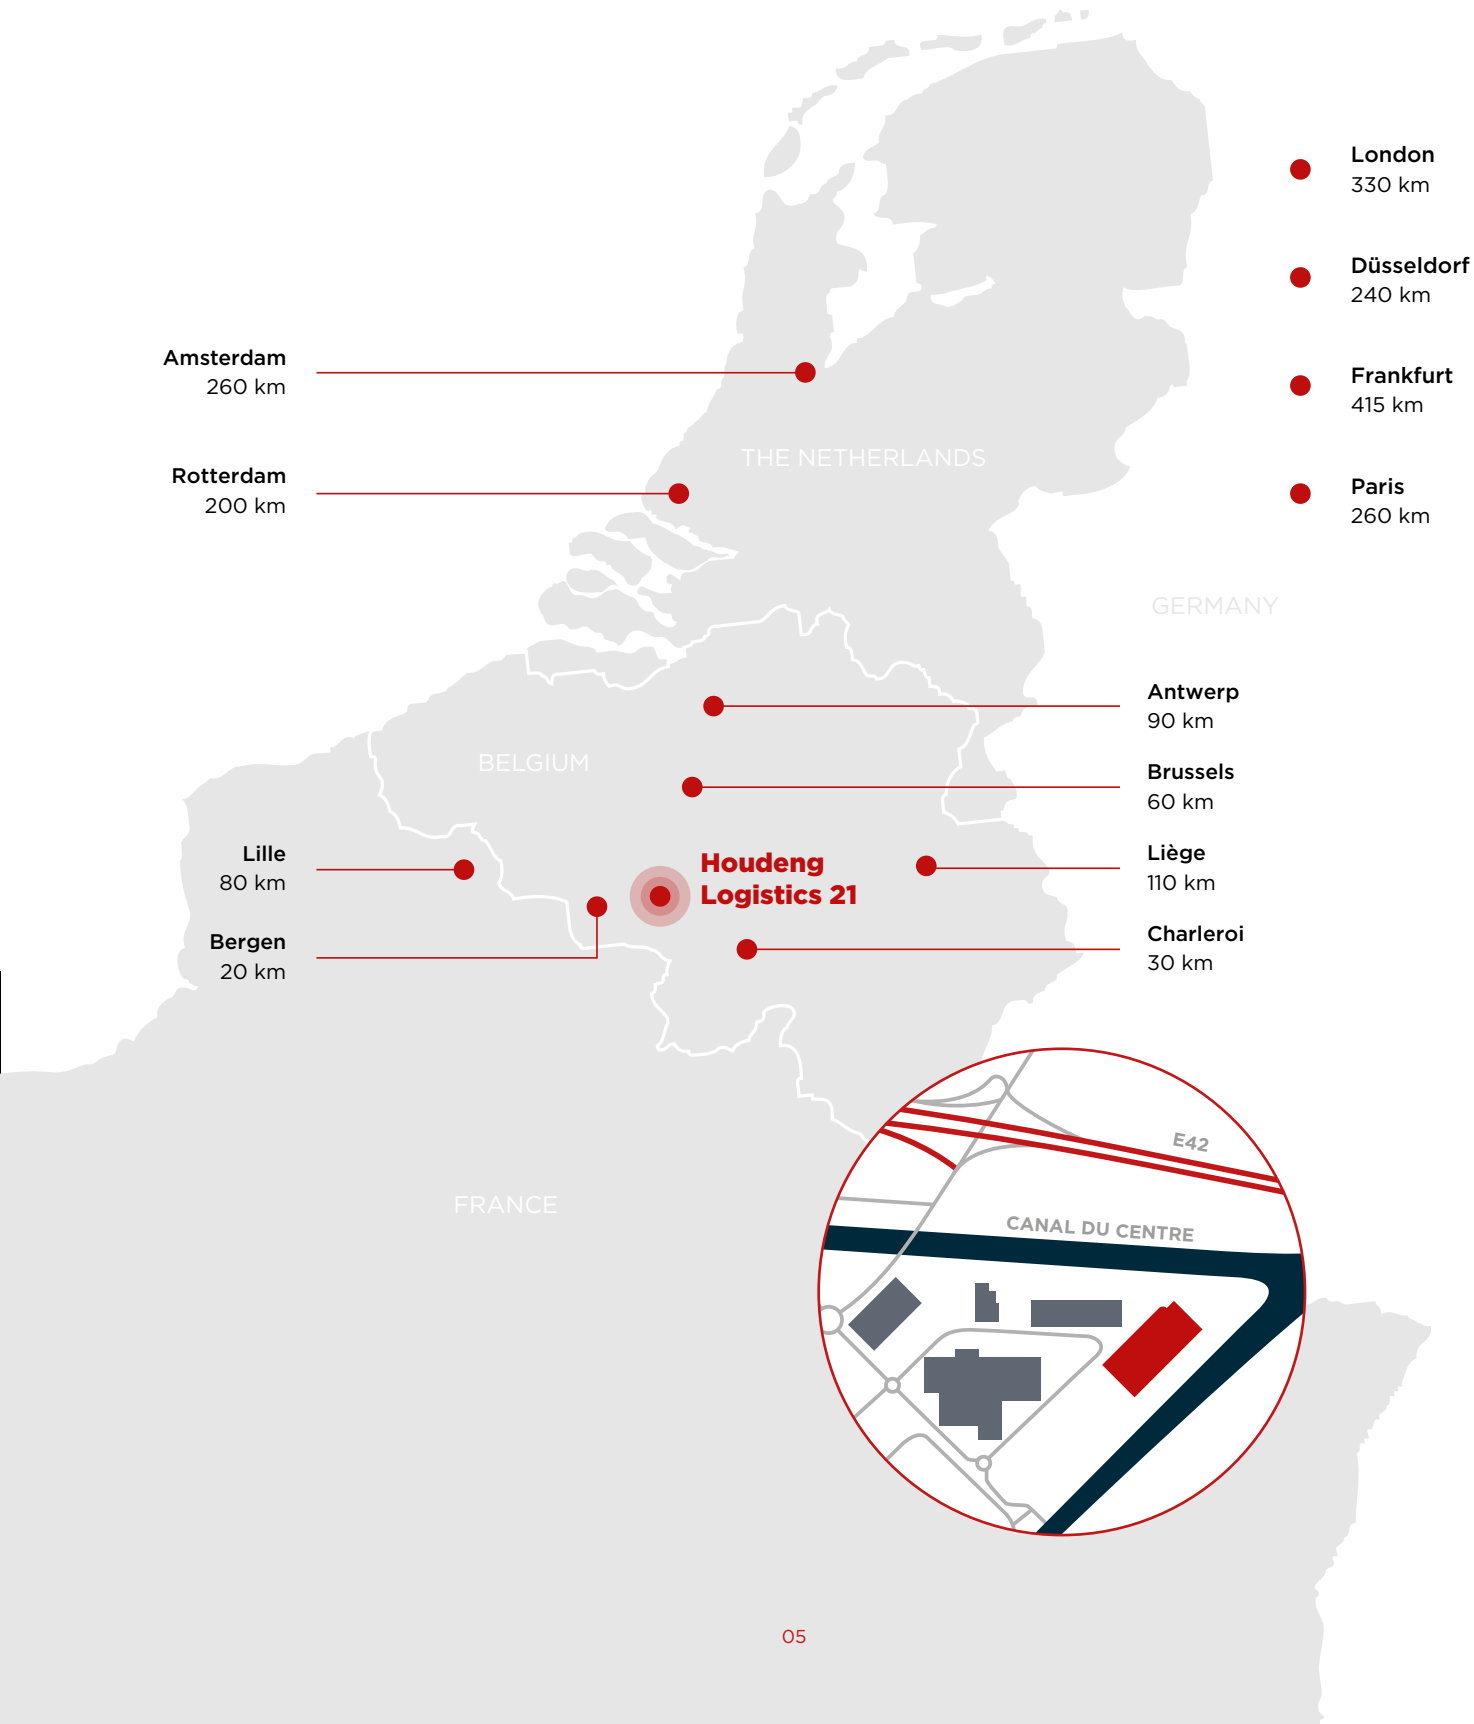 London
330 km
Düsseldorf
240 km
Amsterdam
260 km
Frankfurt
415 km
THE NETHERLANDS
Rotterdam
200 km
Paris
260 km
GERMANY
Antwerp
90 km
BELGIUM
Brussels
60 km
Lille
80 km
Houdeng
Logistics 21
Liège
110 km
Bergen
20 km
Charleroi
30 km
E42
FRANCE
CANAL DU CENTRE
05